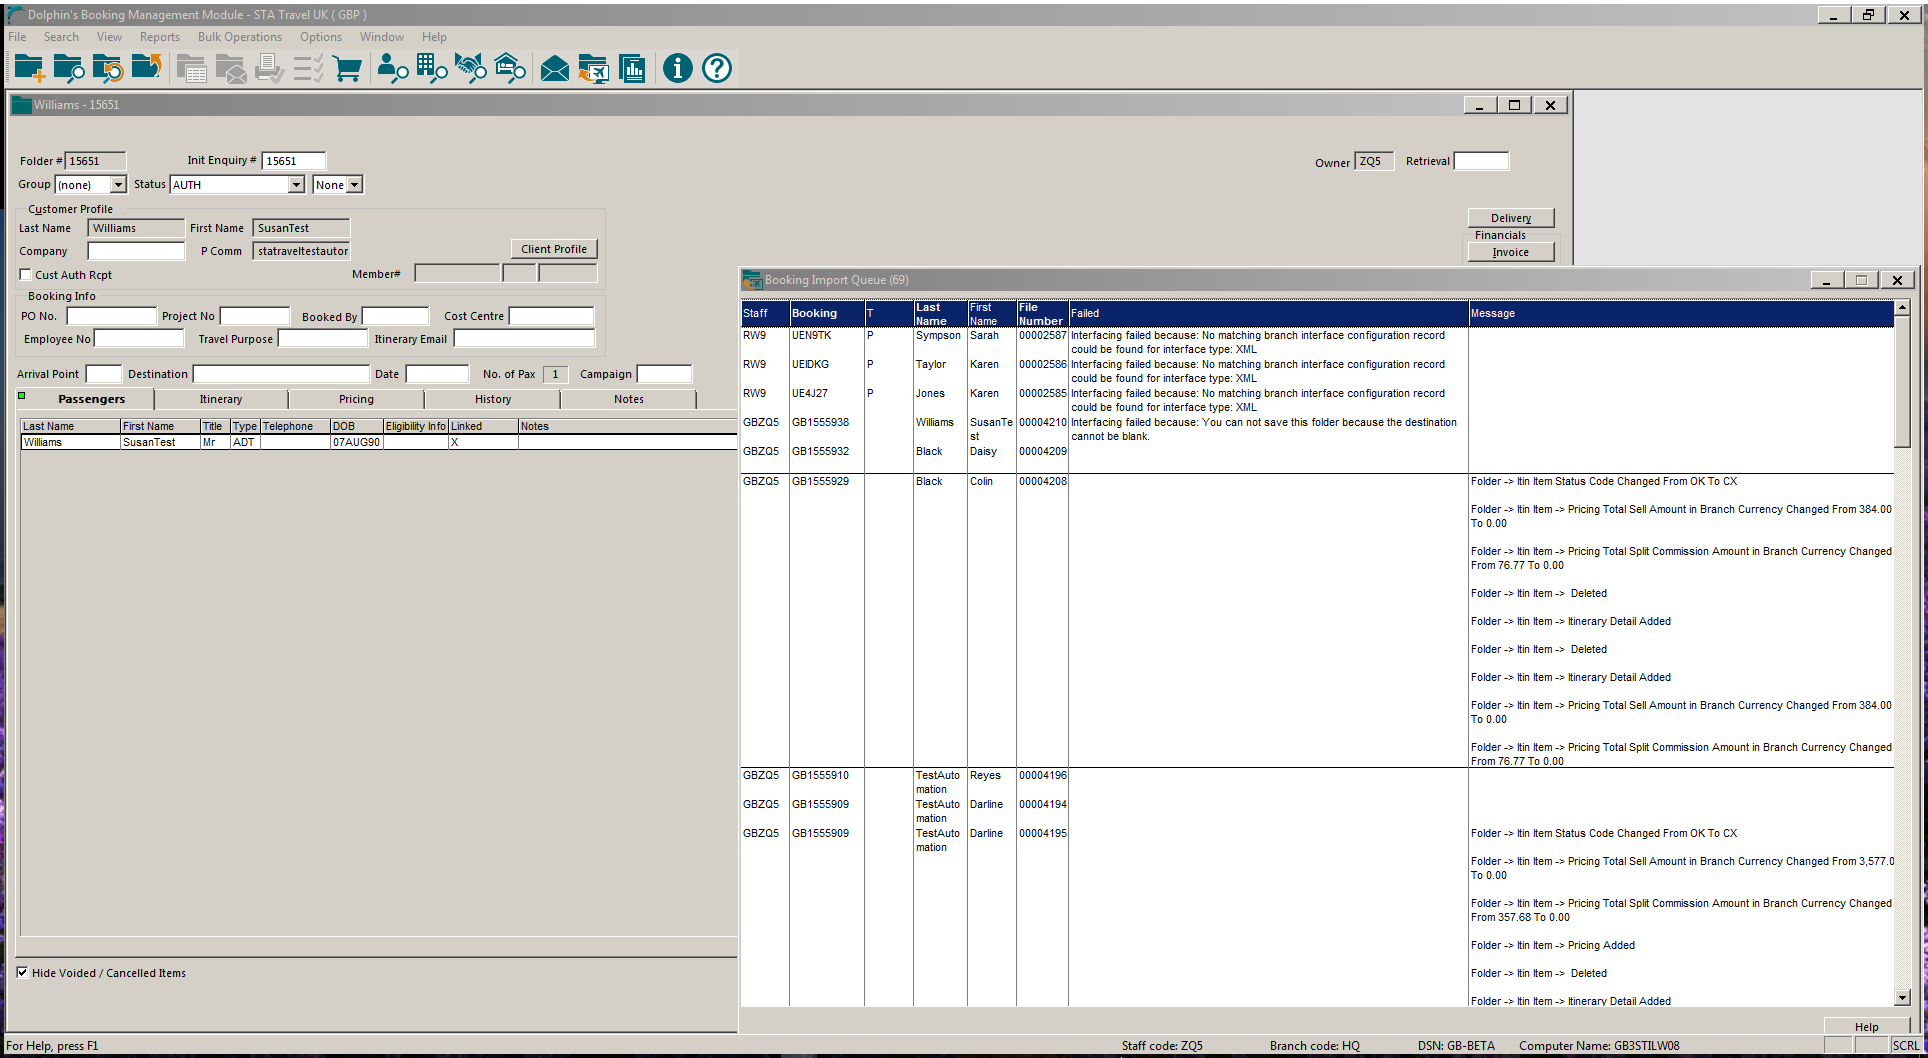 Dolphin's Booking Management Module - STA Travel UK ( GBP )
File Search View Reports Bulk Operations Options Window Help
Williams - 15651
Folder # 15651 Init Enquiry # 15651 Owner ZQ5 Retrieval
Group (none) Status AUTH None
Customer Profile
Last Name Williams First Name SusanTest
Company P Comm stataveltestautor Client Profile
Cust Auth Rcpt Member#
Delivery
Financials
Invoice
Booking Info
PO No. Project No Booked By Cost Centre
Employee No Travel Purpose Itinerary Email
Arrival Point Destination Date No. of Pax 1 Campaign
Passengers Itinerary Pricing History Notes
Last Name First Name Title Type Telephone DOB Eligibility Info Linked Notes
Williams SusanTest Mr ADT 07AUG90 X
Hide Voided / Cancelled Items
Booking Import Queue (69)
Staff Booking T Last Name First Name File Number Failed Message
RW9 UEN9TK P Sympson Sarah 00002587 Interfacing failed because: No matching branch interface configuration record
could be found for interface type: XML
RW9 UEIDKG P Taylor Karen 00002586 Interfacing failed because: No matching branch interface configuration record
could be found for interface type: XML
RW9 UE4J27 P Jones Karen 00002585 Interfacing failed because: No matching branch interface configuration record
could be found for interface type: XML
GBZQ5 GB1555938 Williams SusanTe 00004210 Interfacing failed because: You can not save this folder because the destination
st cannot be blank.
GBZQ5 GB1555932 Black Daisy 00004209
GBZQ5 GB1555929 Black Colin 00004208 Folder -> Itin Item Status Code Changed From OK To CX
Folder -> Itin Item -> Pricing Total Sell Amount in Branch Currency Changed From 384.00
To 0.00
Folder -> Itin Item -> Pricing Total Split Commission Amount in Branch Currency Changed
From 76.77 To 0.00
Folder -> Itin Item -> Deleted
Folder -> Itin Item -> Itinerary Detail Added
Folder -> Itin Item -> Deleted
Folder -> Itin Item -> Itinerary Detail Added
Folder -> Itin Item -> Pricing Total Sell Amount in Branch Currency Changed From 384.00
To 0.00
Folder -> Itin Item -> Pricing Total Split Commission Amount in Branch Currency Changed
From 76.77 To 0.00
GBZQ5 GB1555910 TestAuto Reyes 00004196
mation
GBZQ5 GB1555909 TestAuto Darline 00004194
mation
GBZQ5 GB1555909 TestAuto Darline 00004195 Folder -> Itin Item Status Code Changed From OK To CX
mation
Folder -> Itin Item -> Pricing Total Sell Amount in Branch Currency Changed From 3,577.0
To 0.00
Folder -> Itin Item -> Pricing Total Split Commission Amount in Branch Currency Changed
From 357.68 To 0.00
Folder -> Itin Item -> Pricing Added
Folder -> Itin Item -> Deleted
Folder -> Itin Item -> Itinerary Detail Added
Help
For Help, press F1 Staff code: ZQ5 Branch code: HQ DSN: GB-BETA Computer Name: GB3STILW08 SCRL